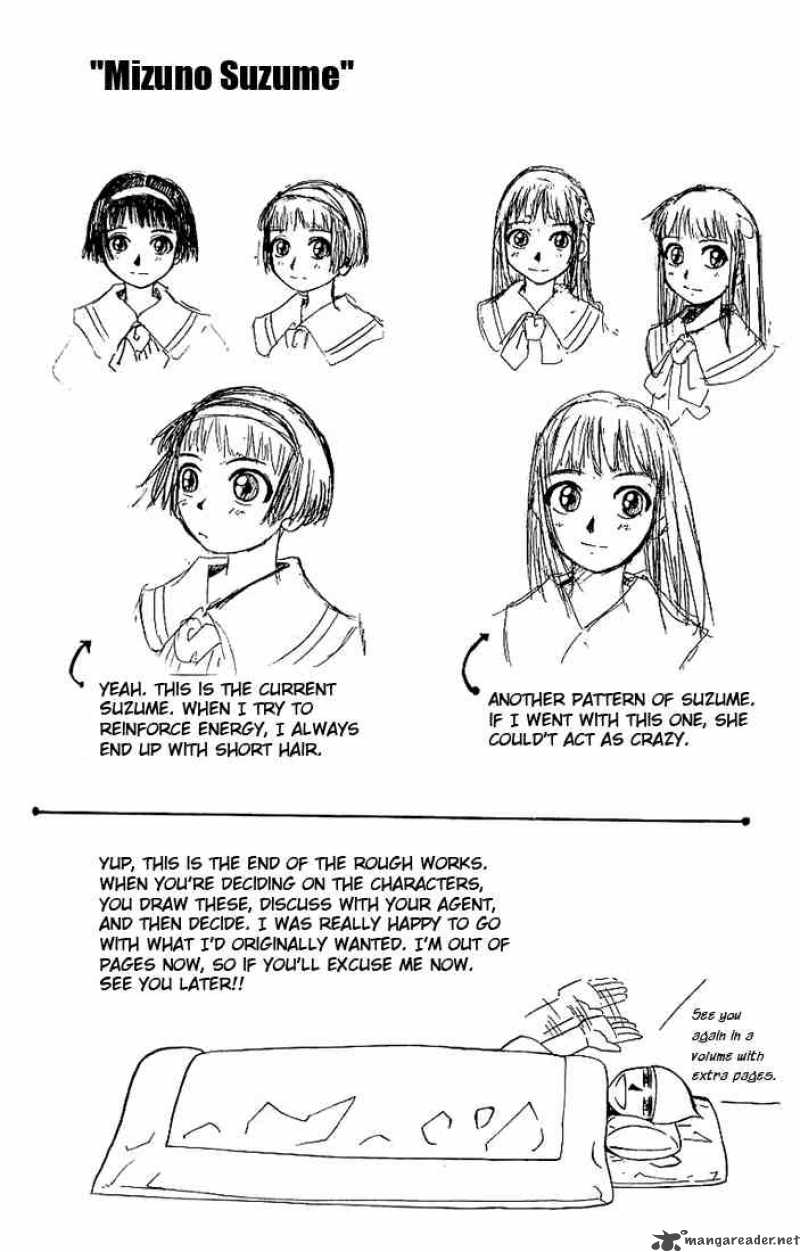 "Mizuno Suzume"
YEAH. THIS IS THE CURRENT
SUZUME. WHEN I TRY TO
REINFORCE ENERGY, I ALWAYS
END UP WITH SHORT HAIR.
ANOTHER PATTERN OF SUZUME.
IF I WENT WITH THIS ONE, SHE
COULD'T ACT AS CRAZY.
YUP, THIS IS THE END OF THE ROUGH WORKS.
WHEN YOU'RE DECIDING ON THE CHARACTERS,
YOU DRAW THESE, DISCUSS WITH YOUR AGENT,
AND THEN DECIDE. I WAS REALLY HAPPY TO GO
WITH WHAT I'D ORIGINALLY WANTED. I'M OUT OF
PAGES NOW, SO IF YOU'LL EXCUSE ME NOW.
SEE YOU LATER!!
See you
again in a
volume with
extra pages.
mangareader.net